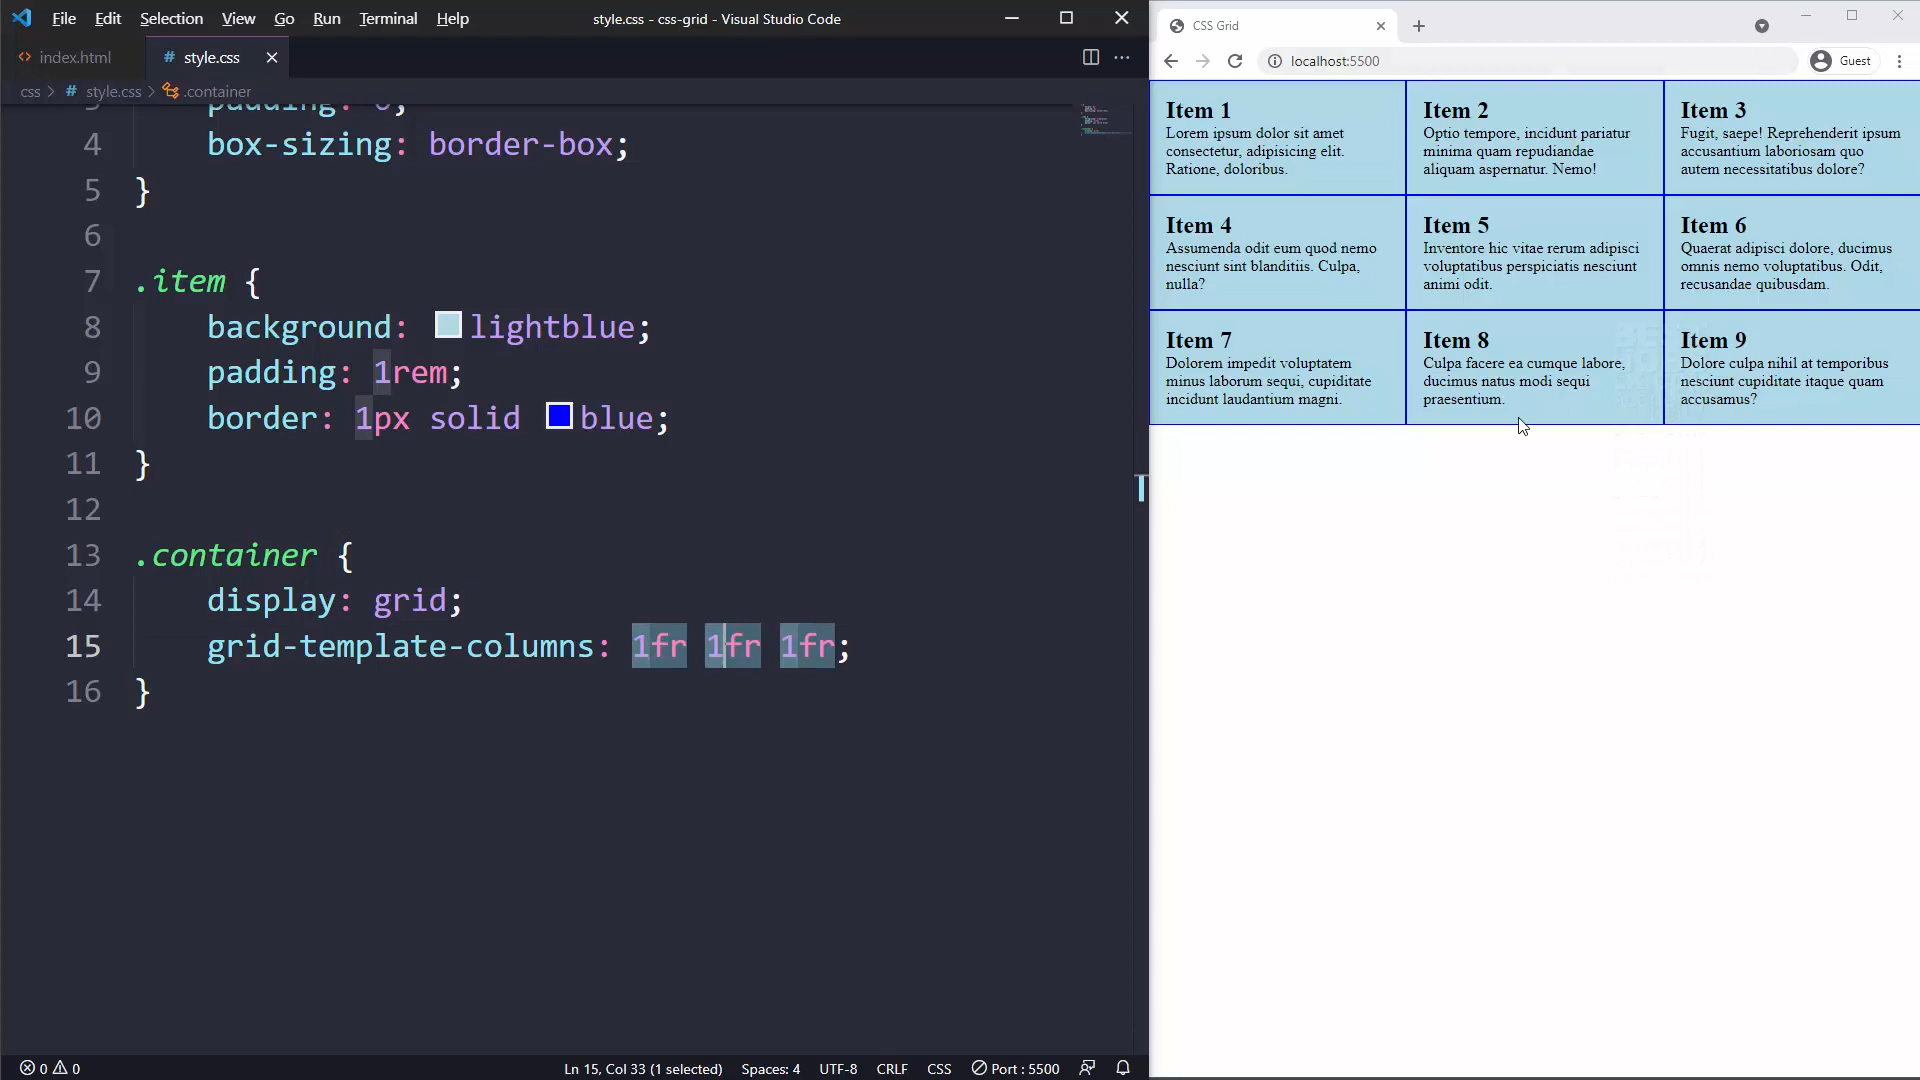 File Edit Selection View Go Run Terminal Help
style.css - css-grid - Visual Studio Code
index.html
# style.css
css > # style.css > .container
3 padding: 0;
4 box-sizing: border-box;
5 }
6
7 .item {
8 background: lightblue;
9 padding: 1rem;
10 border: 1px solid blue;
11 }
12
13 .container {
14 display: grid;
15 grid-template-columns: 1fr 1fr 1fr;
16 }
0 0
Ln 15, Col 33 (1 selected) Spaces: 4 UTF-8 CRLF CSS Port : 5500
CSS Grid
localhost:5500
Guest
Item 1
Lorem ipsum dolor sit amet
consectetur, adipisicing elit.
Ratione, doloribus.
Item 2
Optio tempore, incidunt pariatur
minima quam repudiandae
aliquam aspernatur. Nemo!
Item 3
Fugit, saepe! Reprehenderit ipsum
accusantium laboriosam quo
autem necessitatibus dolore?
Item 4
Assumenda odit eum quod nemo
nesciunt sint blanditiis. Culpa,
nulla?
Item 5
Inventore hic vitae rerum adipisci
voluptatibus perspiciatis nesciunt
animi odit.
Item 6
Quaerat adipisci dolore, ducimus
omnis nemo voluptatibus. Odit,
recusandae quibusdam.
Item 7
Dolorem impedit voluptatem
minus laborum sequi, cupiditate
incidunt laudantium magni.
Item 8
Culpa facere ea cumque labore,
ducimus natus modi sequi
praesentium.
Item 9
Dolore culpa nihil at temporibus
nesciunt cupiditate itaque quam
accusamus?